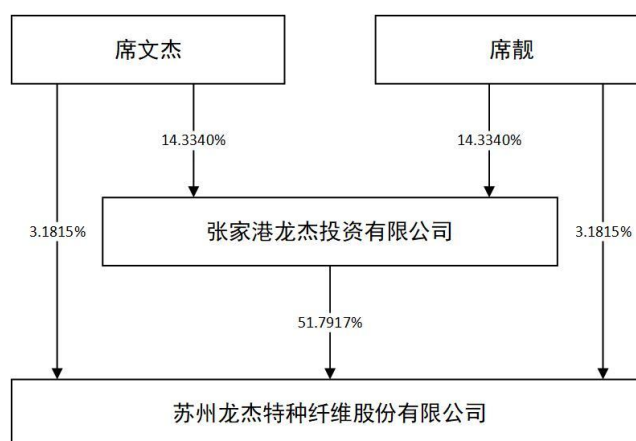 席文杰
席靓
14.3340%
14.3340%
3.1815%
张家港龙杰投资有限公司
3.1815%
51.7917%
苏州龙杰特种纤维股份有限公司